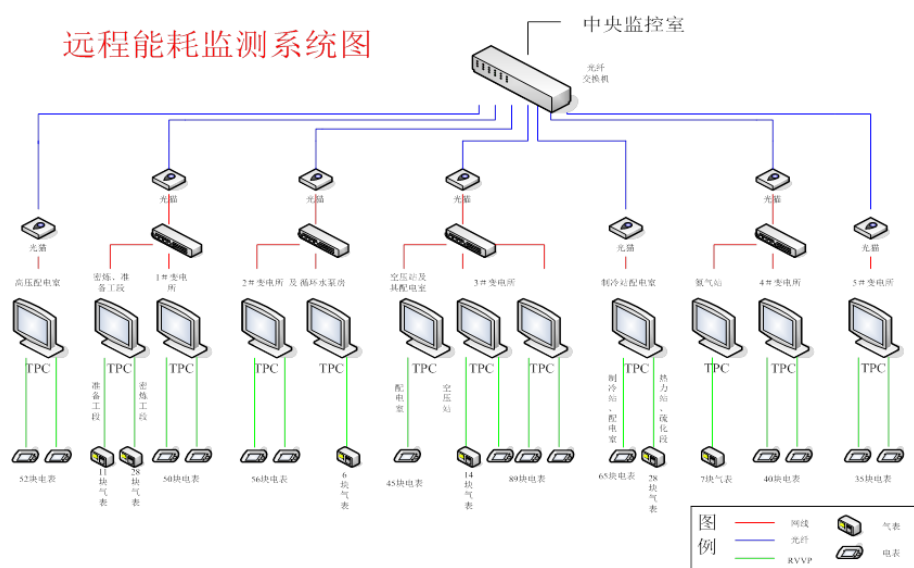 远程能耗监测系统图
中央监控室
光纤
交换机
光猫
光猫
光猫
光猫
光猫
光猫
光猫
光猫
高压配电室
密炼、准
备工段
1#变电
所
2#变电所
及循环水泵房
空压站及
其配电室
3#变电所
制冷站配电室
氮气站
4#变电所
5#变电所
TPC
TPC
TPC
TPC
TPC
TPC
TPC
TPC
TPC
TPC
TPC
TPC
准备工段
密炼工段
配电室
空压站
制冷站、配电室
热力站、硫化段
52块电表
11块气表
28块气表
50块电表
56块电表
6块气表
45块电表
14块气表
89块电表
65块电表
28块气表
7块气表
40块电表
35块电表
图例
网线
光纤
RVVP
气表
电表